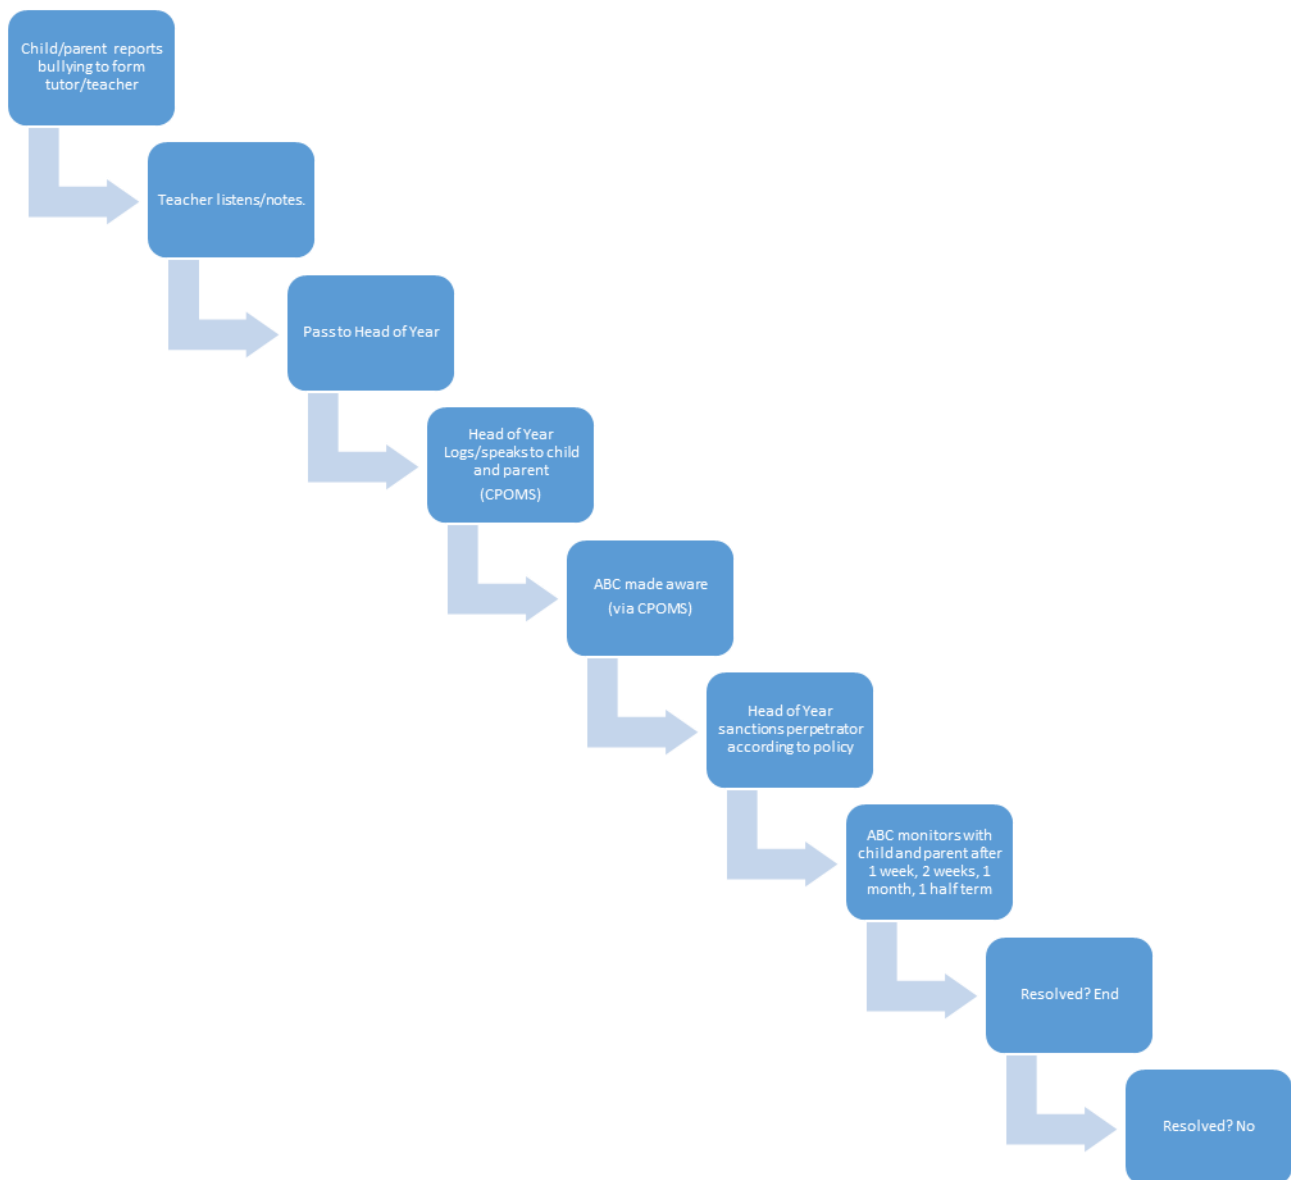 Child/parent reports
bullying to form
tutor/teacher
Teacher listens/notes.
Pass to Head of Year
Head of Year
Logs/speaks to child
and parent
(CPOMS)
ABC made aware
(via CPOMS)
Head of Year
sanctions perpetrator
according to policy
ABC monitors with
child and parent after
1 week, 2 weeks, 1
month, 1 half term
Resolved? End
Resolved? No